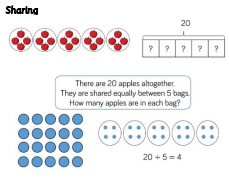 Sharing
20
? ? ? ? ?
There are 20 apples altogether.
They are shared equally between 5 bags.
How many apples are in each bag?
20 ÷ 5 = 4